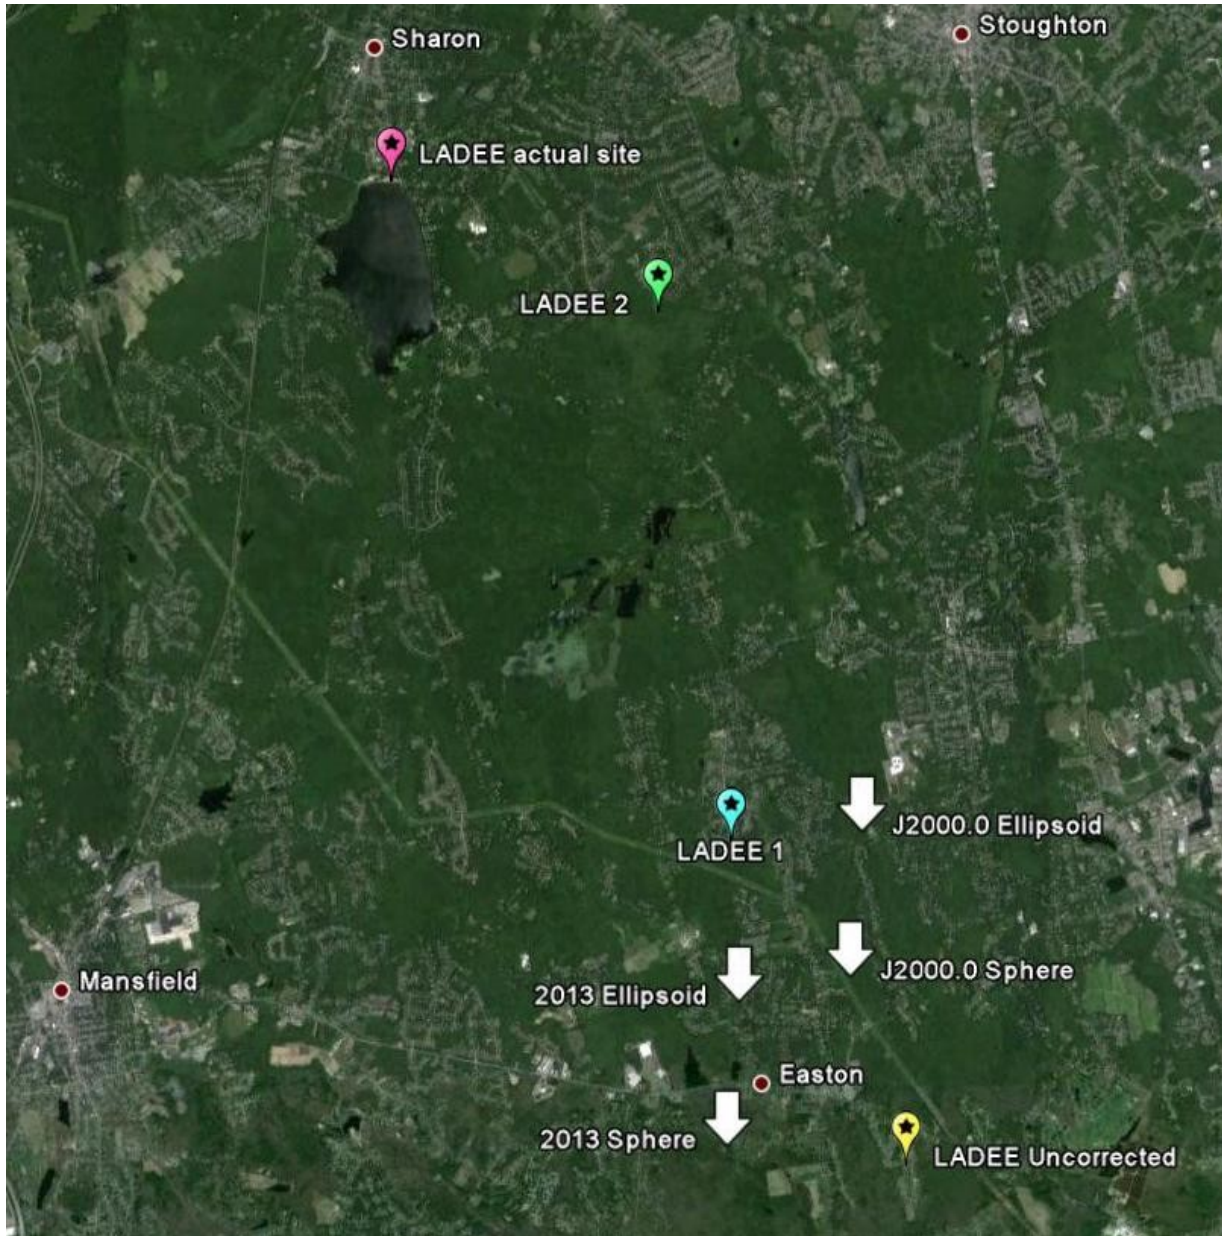 Sharon
Stoughton
LADEE actual site
LADEE 2
J2000.0 Ellipsoid
LADEE 1
J2000.0 Sphere
Mansfield
2013 Ellipsoid
Easton
2013 Sphere
LADEE Uncorrected